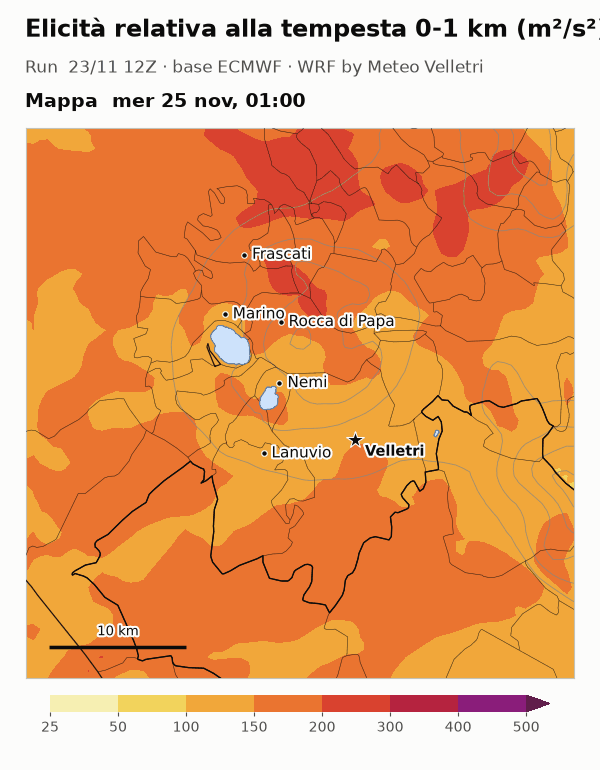 Elicità relativa alla tempesta 0-1 km (m²/s²)
Run  23/11 12Z · base ECMWF · WRF by Meteo Velletri
Mappa  mer 25 nov, 01:00
Frascati
Marino
Rocca di Papa
Nemi
Velletri
Lanuvio
10 km
25 50 100 150 200 300 400 500